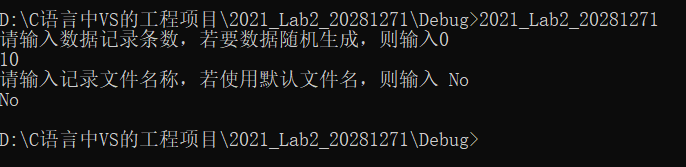 D:\C语言中VS的工程项目\2021_Lab2_20281271\Debug>2021_Lab2_20281271
请输入数据记录条数，若要数据随机生成，则输入0
10
请输入记录文件名称，若使用默认文件名，则输入 No
No
D:\C语言中VS的工程项目\2021_Lab2_20281271\Debug>